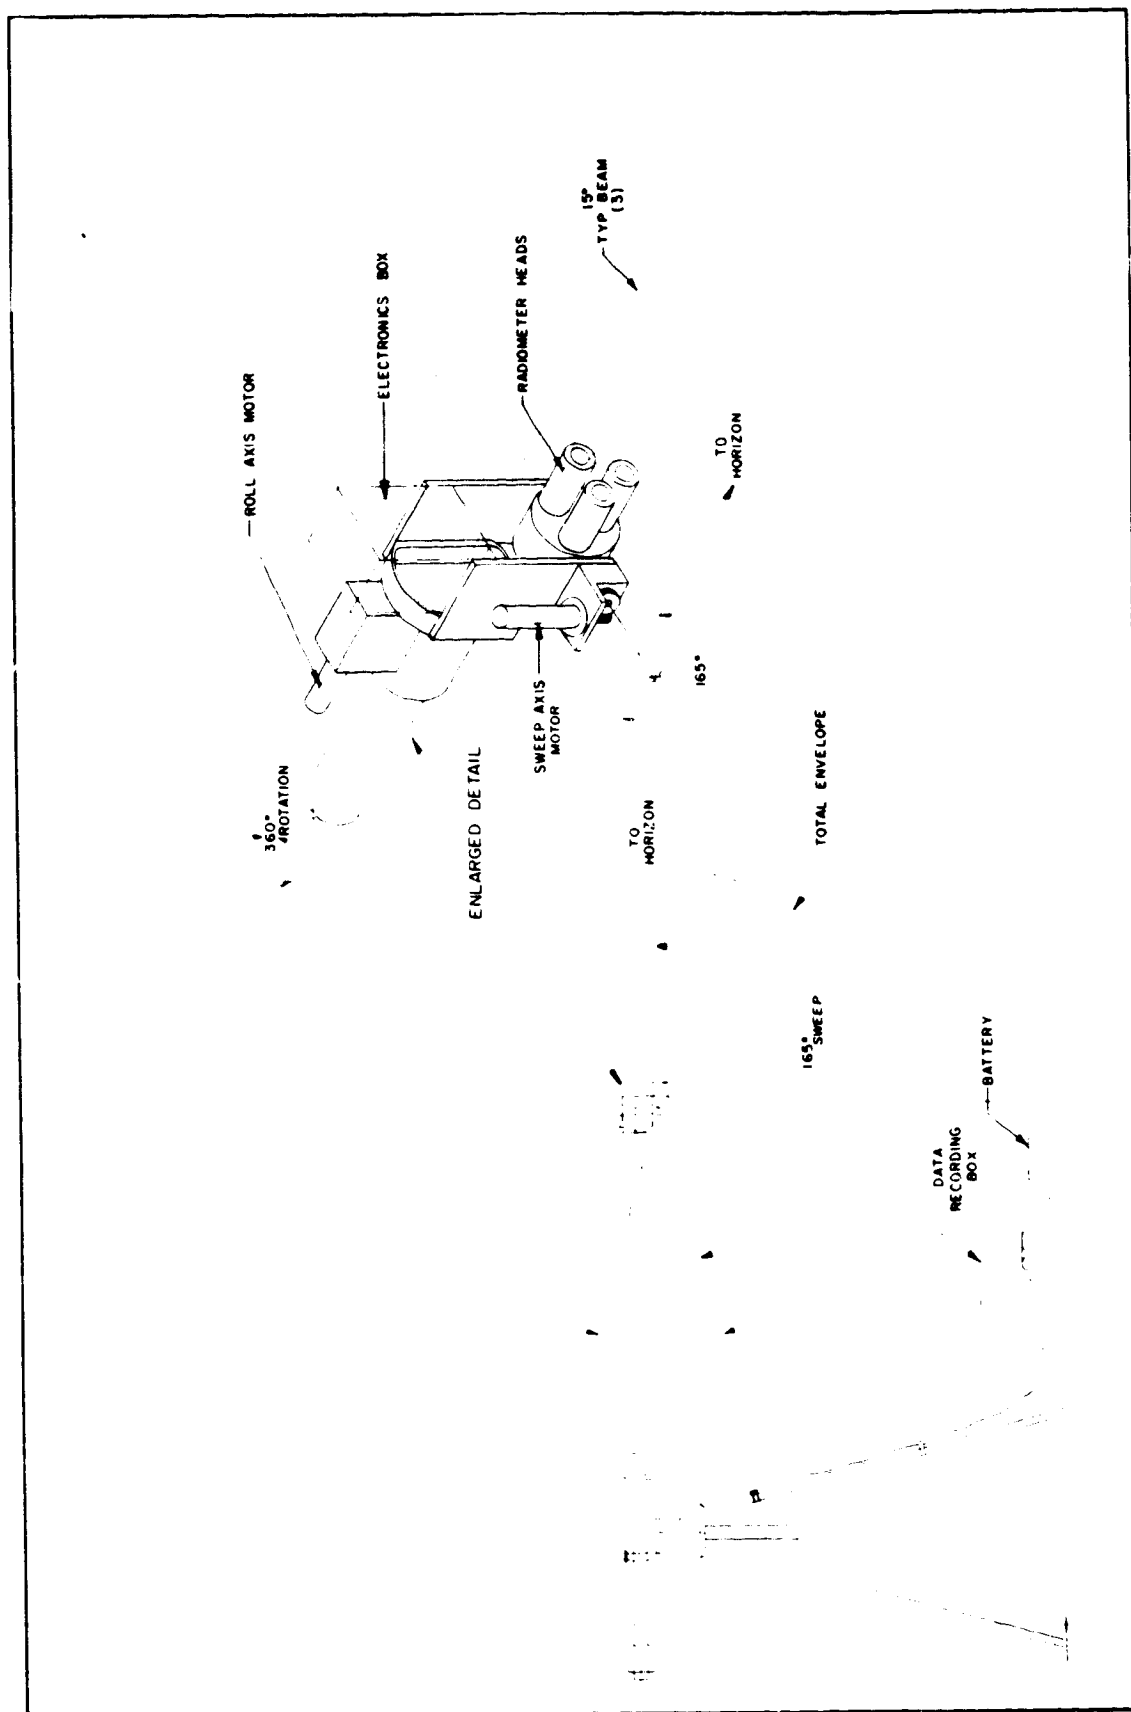 ROLL AXIS MOTOR
ELECTRONICS BOX
RADIOMETER HEADS
15°
TYP BEAM
(3)
360°
ROTATION
ENLARGED DETAIL
SWEEP AXIS
MOTOR
165°
TO
HORIZON
TO
HORIZON
TOTAL ENVELOPE
165° SWEEP
DATA
RECORDING
BOX
BATTERY